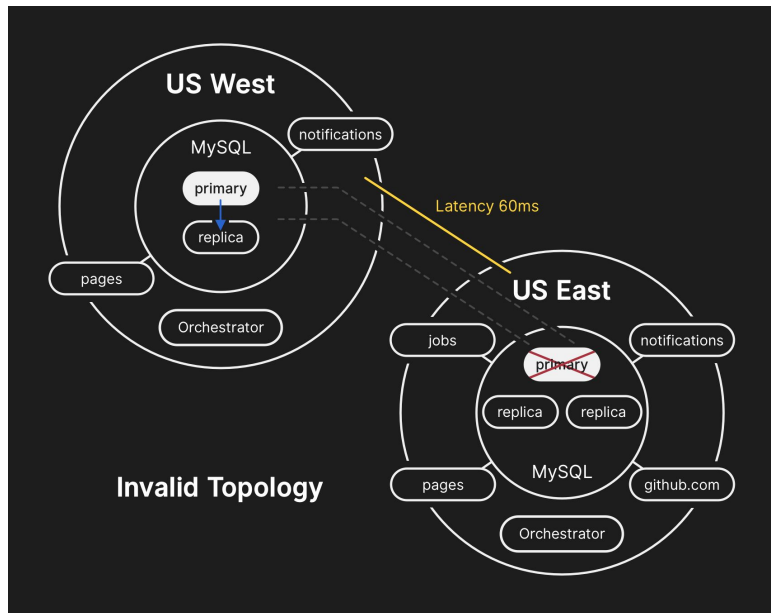 US West
MySQL
notifications
primary
replica
pages
Orchestrator
Latency 60ms
US East
jobs
notifications
primary
replica
replica
MySQL
pages
github.com
Orchestrator
Invalid Topology